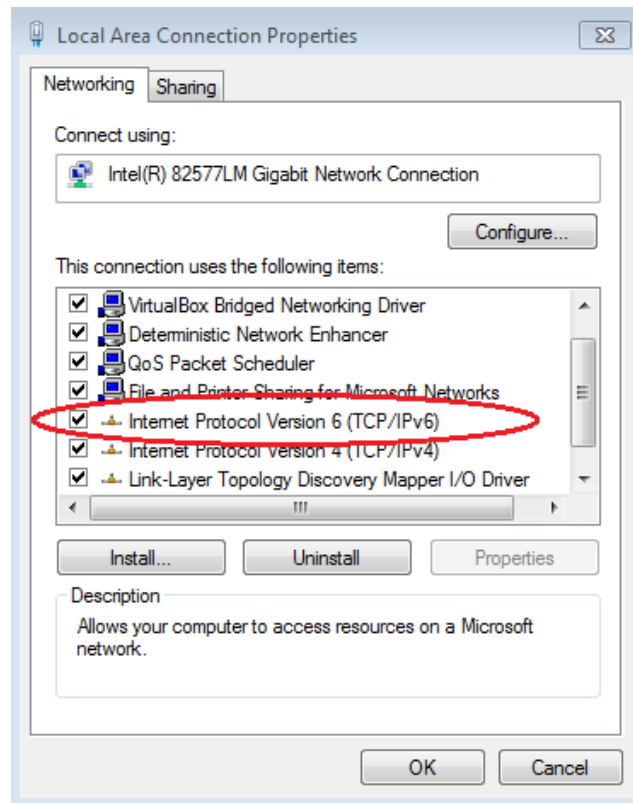 Local Area Connection Properties
Networking
Sharing
Connect using:
Intel(R) 82577LM Gigabit Network Connection
Configure...
This connection uses the following items:
VirtualBox Bridged Networking Driver
Deterministic Network Enhancer
QoS Packet Scheduler
File and Printer Sharing for Microsoft Networks
Internet Protocol Version 6 (TCP/IPv6)
Internet Protocol Version 4 (TCP/IPv4)
Link-Layer Topology Discovery Mapper I/O Driver
Install...
Uninstall
Properties
Description
Allows your computer to access resources on a Microsoft
network.
OK
Cancel